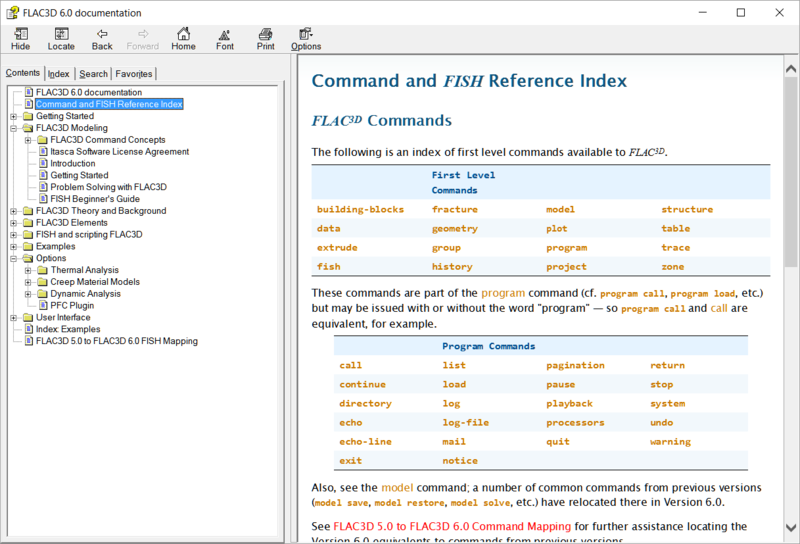 FLAC3D 6.0 documentation
Hide Locate Back Forward Home Font Print Options
Contents Index Search Favorites
FLAC3D 6.0 documentation
Command and FISH Reference Index
Getting Started
FLAC3D Modeling
FLAC3D Command Concepts
Itasca Software License Agreement
Introduction
Getting Started
Problem Solving with FLAC3D
FISH Beginner's Guide
FLAC3D Theory and Background
FLAC3D Elements
FISH and scripting FLAC3D
Examples
Options
Thermal Analysis
Creep Material Models
Dynamic Analysis
PFC Plugin
User Interface
Index: Examples
FLAC3D 5.0 to FLAC3D 6.0 FISH Mapping
Command and FISH Reference Index
FLAC3D Commands
The following is an index of first level commands available to FLAC3D.
First Level
Commands
building-blocks fracture model structure
data geometry plot table
extrude group program trace
fish history project zone
These commands are part of the program command (cf. program call, program load, etc.)
but may be issued with or without the word "program" — so program call and call are
equivalent, for example.
Program Commands
call list pagination return
continue load pause stop
directory log playback system
echo log-file processors undo
echo-line mail quit warning
exit notice
Also, see the model command; a number of common commands from previous versions
(model save, model restore, model solve, etc.) have relocated there in Version 6.0.
See FLAC3D 5.0 to FLAC3D 6.0 Command Mapping for further assistance locating the
Version 6.0 equivalents to commands from previous versions.